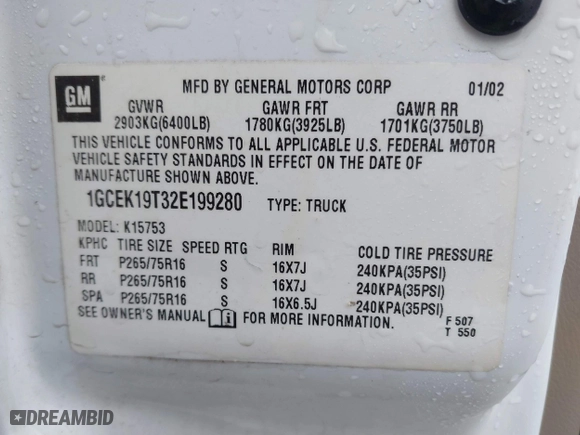 GM
MFD BY GENERAL MOTORS CORP 01/02
GVWR GAWR FRT GAWR RR
2903KG(6400LB) 1780KG(3925LB) 1701KG(3750LB)
THIS VEHICLE CONFORMS TO ALL APPLICABLE U.S. FEDERAL MOTOR
VEHICLE SAFETY STANDARDS IN EFFECT ON THE DATE OF
MANUFACTURE SHOWN ABOVE.
1GCEK19T32E199280 TYPE: TRUCK
MODEL: K15753
KPHC TIRE SIZE SPEED RTG RIM COLD TIRE PRESSURE
FRT P265/75R16 S 16X7J 240KPA(35PSI)
RR P265/75R16 S 16X7J 240KPA(35PSI)
SPA P265/75R16 S 16X6.5J 240KPA(35PSI)
SEE OWNER'S MANUAL FOR MORE INFORMATION.
F 507
T 550
DREAMBID